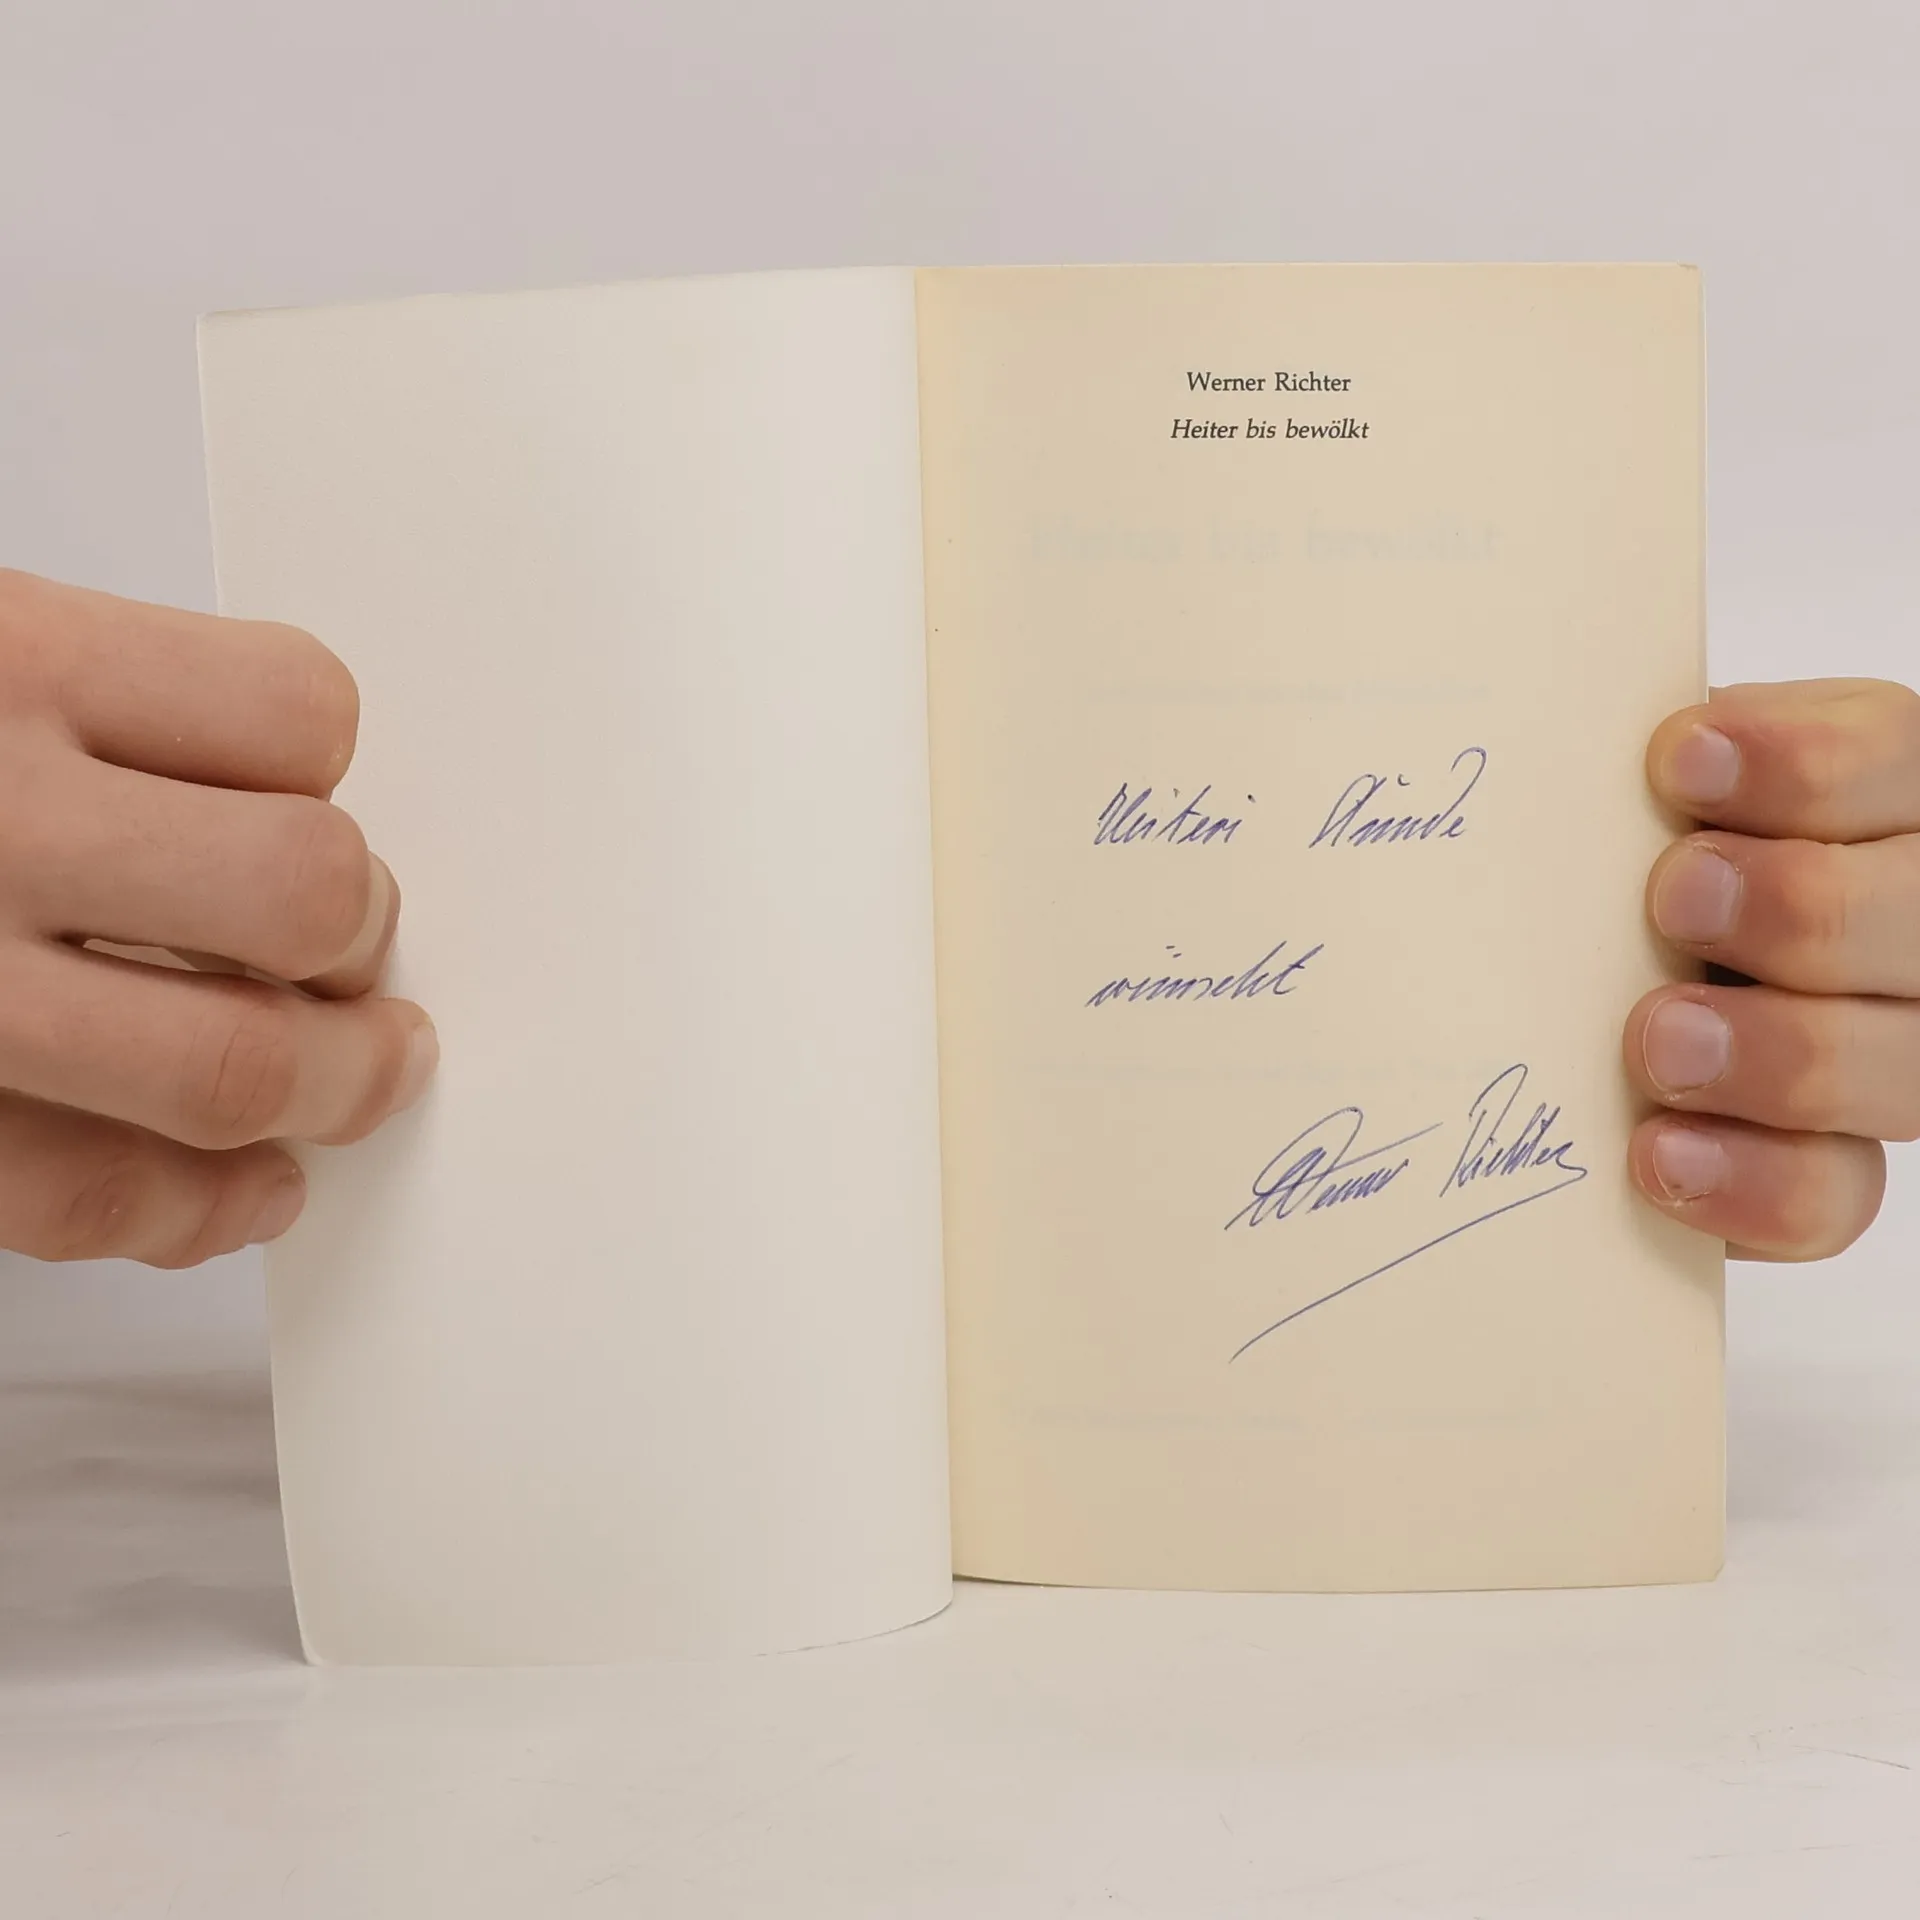 Werner Richter
Heiter bis bewölkt
Heitere Stunde
wünscht
Werner Richter